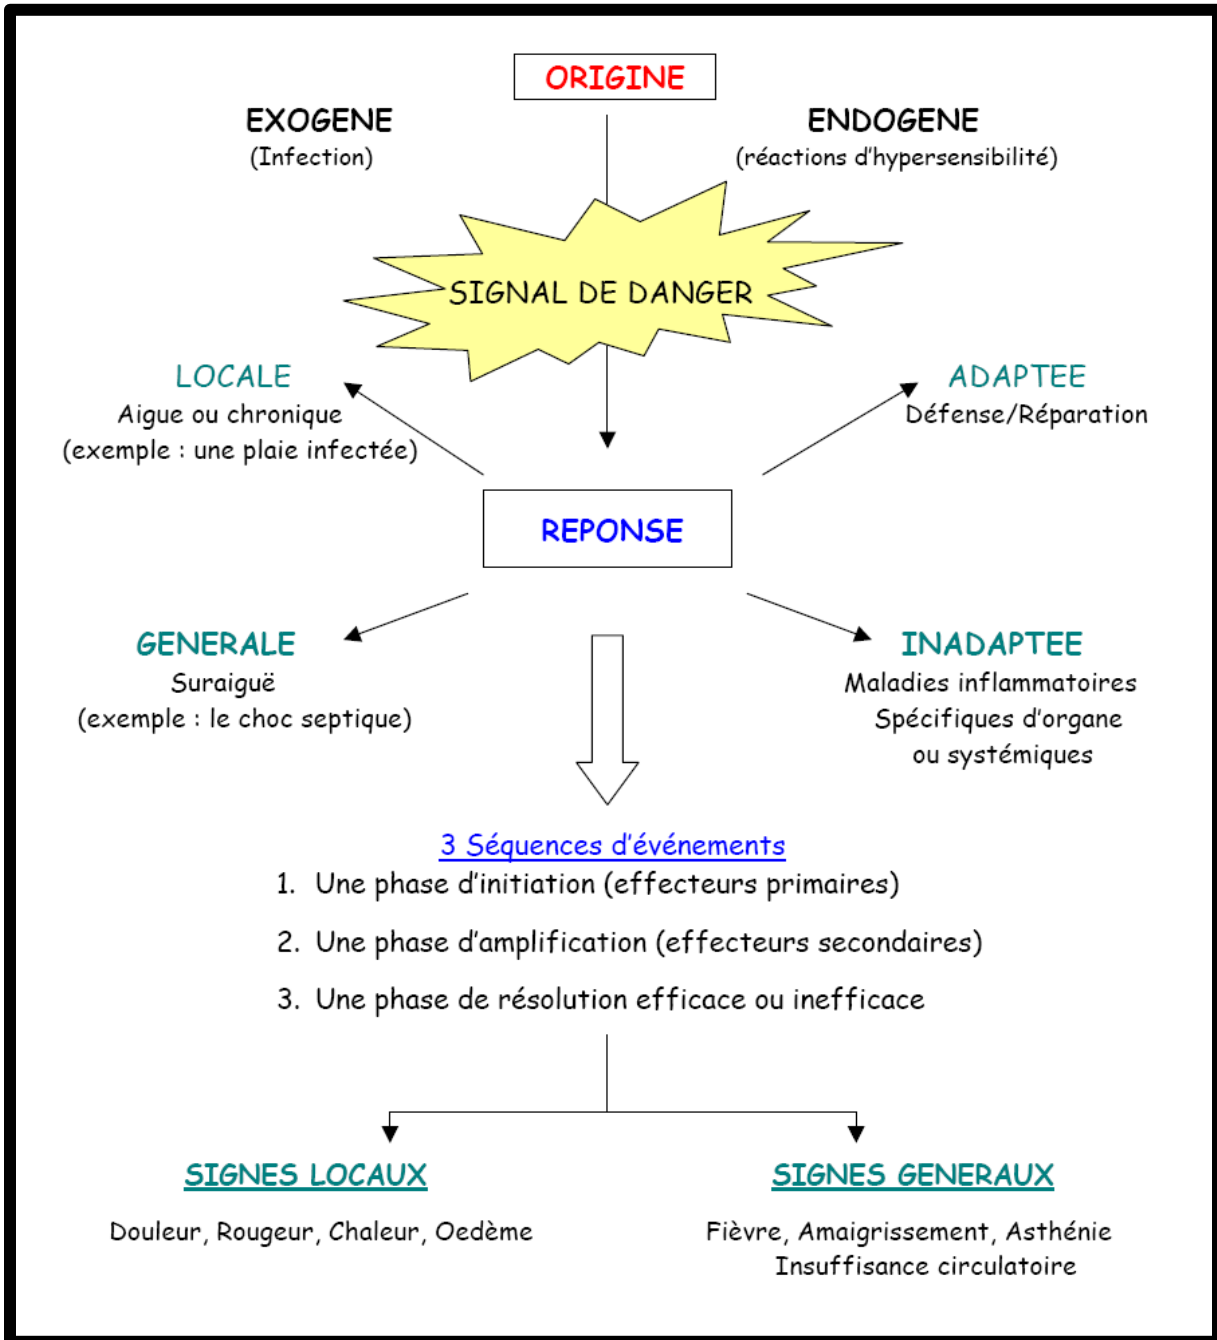 ORIGINE
EXOGENE
(Infection)
ENDOGENE
(réactions d'hypersensibilité)
SIGNAL DE DANGER
LOCALE
Aigue ou chronique
(exemple : une plaie infectée)
ADAPTEE
Défense/Réparation
REPONSE
GENERALE
Suraiguë
(exemple : le choc septique)
INADAPTEE
Maladies inflammatoires
Spécifiques d'organe
ou systémiques
3 Séquences d'événements
1. Une phase d'initiation (effecteurs primaires)
2. Une phase d'amplification (effecteurs secondaires)
3. Une phase de résolution efficace ou inefficace
SIGNES LOCAUX
Douleur, Rougeur, Chaleur, Oedème
SIGNES GENERAUX
Fièvre, Amaigrissement, Asthénie
Insuffisance circulatoire